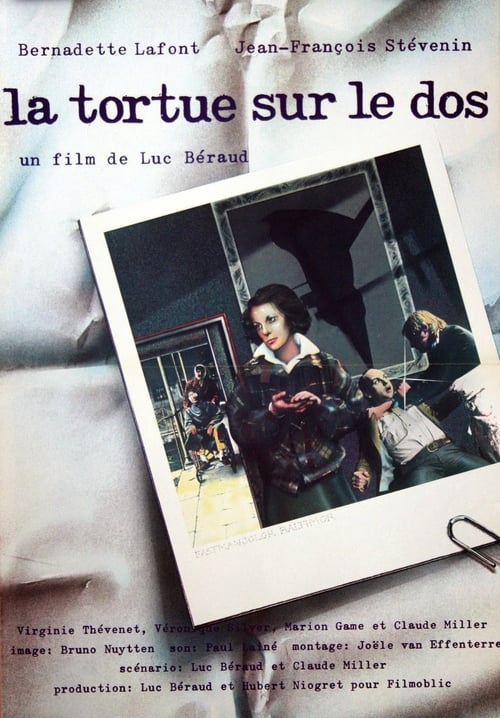 Bernadette Lafont Jean-François Stévenin
la tortue sur le dos
un film de Luc Béraud
EASTMANCOLOR
Virginie Thévenet, Véronique Silver, Marion Game et Claude Miller
image: Bruno Nuytten son: Paul Lainé montage: Joële van Effenterre
scénario: Luc Béraud et Claude Miller
production: Luc Béraud et Hubert Niogret pour Filmoblic